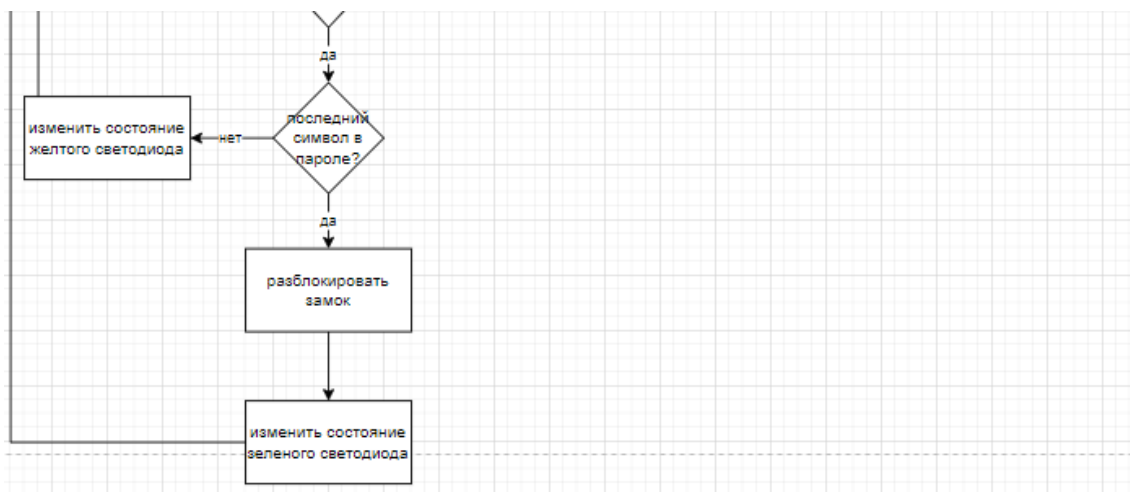 да
последний
символ в
пароле?
нет
изменить состояние
желтого светодиода
да
разблокировать
замок
изменить состояние
зеленого светодиода